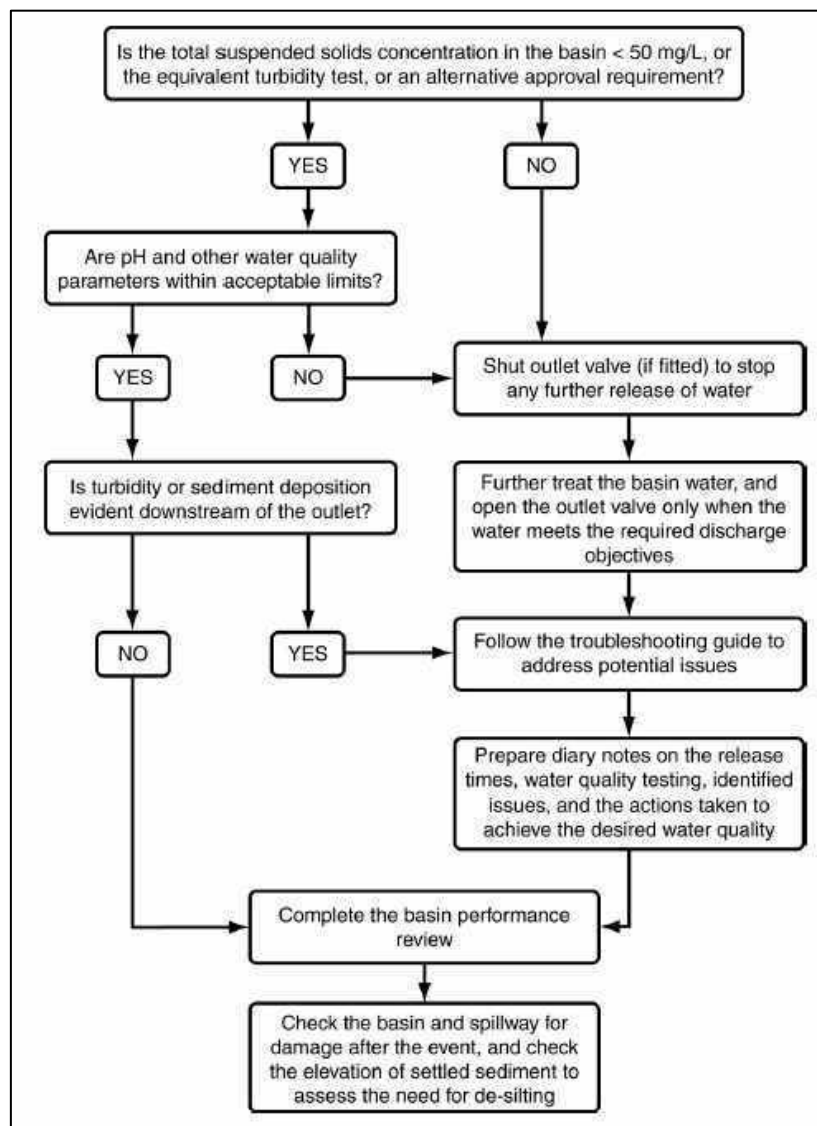 Is the total suspended solids concentration in the basin < 50 mg/L, or
the equivalent turbidity test, or an alternative approval requirement?
YES
NO
Are pH and other water quality
parameters within acceptable limits?
YES
NO
Shut outlet valve (if fitted) to stop
any further release of water
Is turbidity or sediment deposition
evident downstream of the outlet?
Further treat the basin water, and
open the outlet valve only when the
water meets the required discharge
objectives
NO
YES
Follow the troubleshooting guide to
address potential issues
Prepare diary notes on the release
times, water quality testing, identified
issues, and the actions taken to
achieve the desired water quality
Complete the basin performance
review
Check the basin and spillway for
damage after the event, and check
the elevation of settled sediment to
assess the need for de-silting